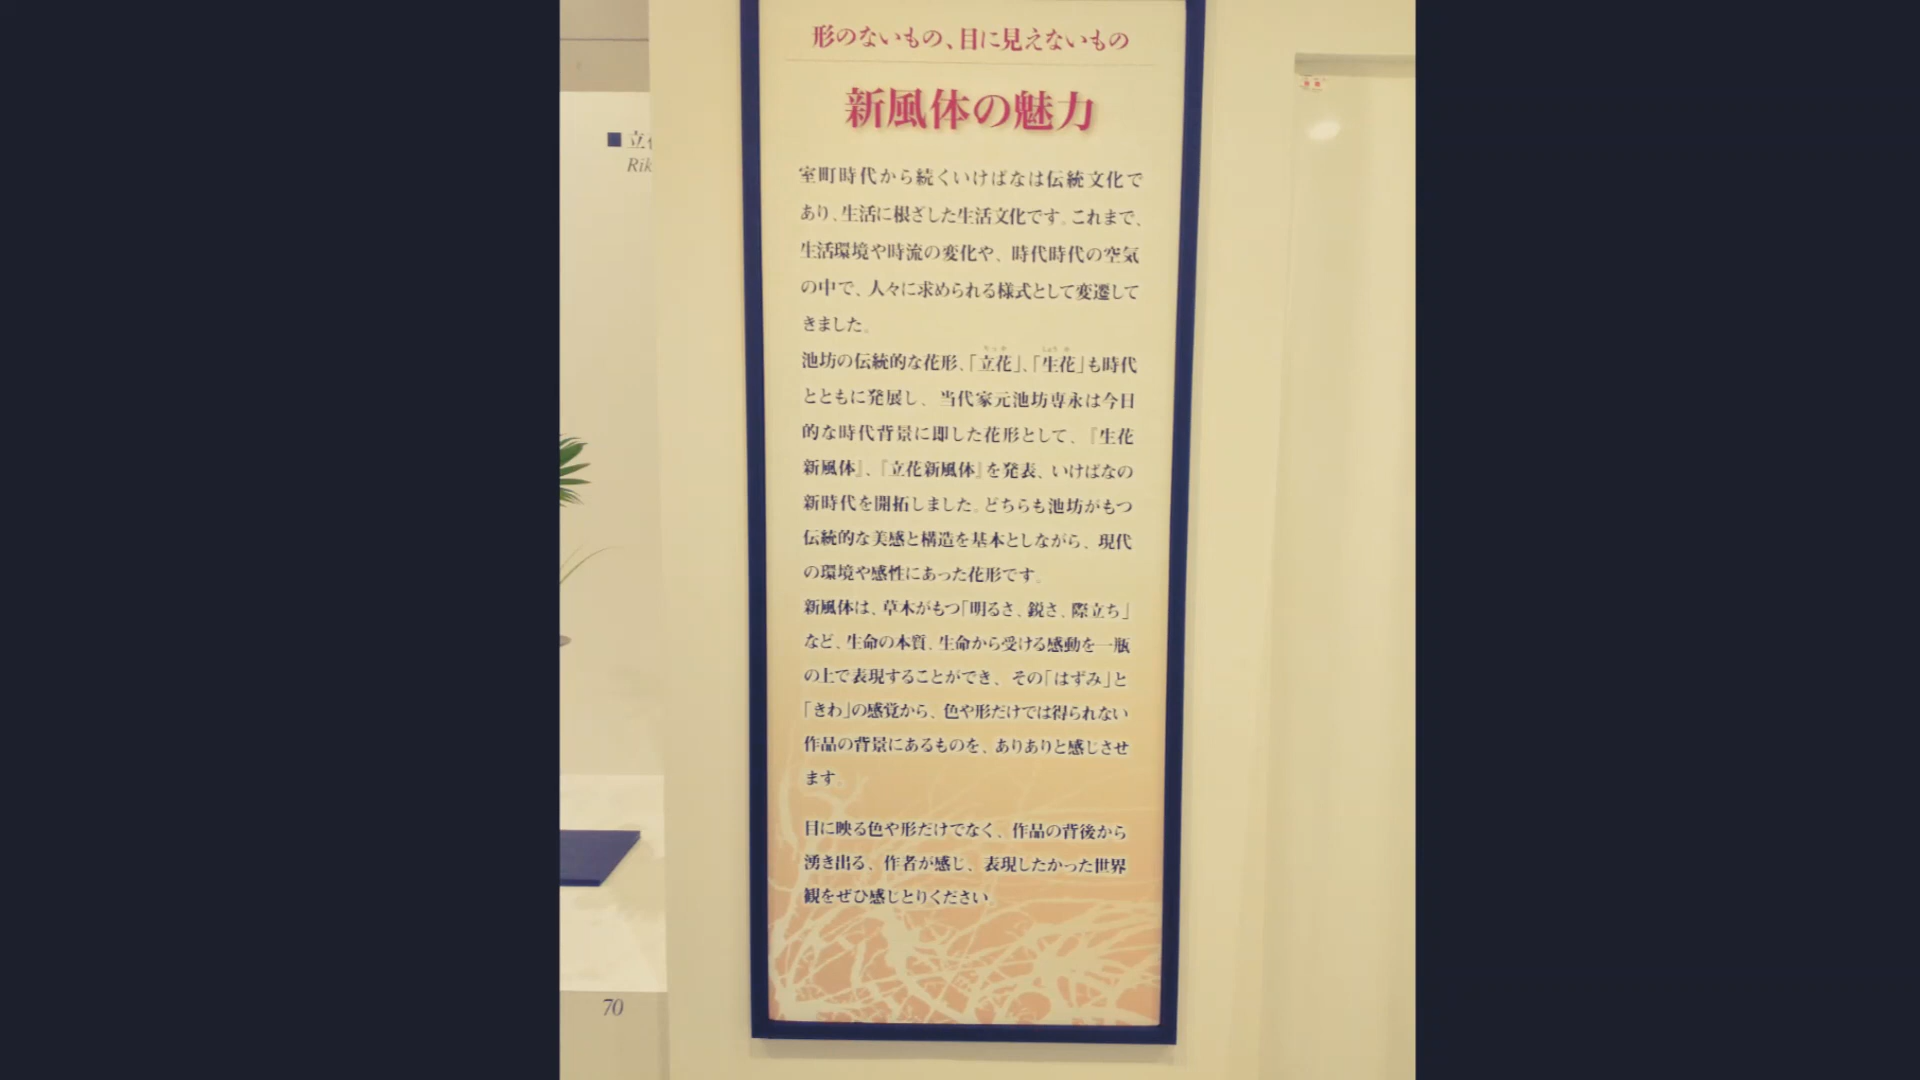 形のないもの、目に見えないもの
新風体の魅力
室町時代から続くいけばなは伝統文化で
あり、生活に根ざした生活文化です。これまで、
生活環境や時流の変化や、時代時代の空気
の中で、人々に求められる様式として変遷して
きました。
池坊の伝統的な花形、「立花」、「生花」も時代
とともに発展し、当代家元池坊専永は今日
的な時代背景に即した花形として、『生花
新風体』、『立花新風体』を発表、いけばなの
新時代を開拓しました。どちらも池坊がもつ
伝統的な美感と構造を基本としながら、現代
の環境や感性にあった花形です。
新風体は、草木がもつ「明るさ、鋭さ、際立ち」
など、生命の本質、生命から受ける感動を一瓶
の上で表現することができ、その「はずみ」と
「きわ」の感覚から、色や形だけでは得られない
作品の背景にあるものを、ありありと感じさせ
ます。
目に映る色や形だけでなく、作品の背後から
湧き出る、作者が感じ、表現したかった世界
観をぜひ感じとりください
■立
Rik
70